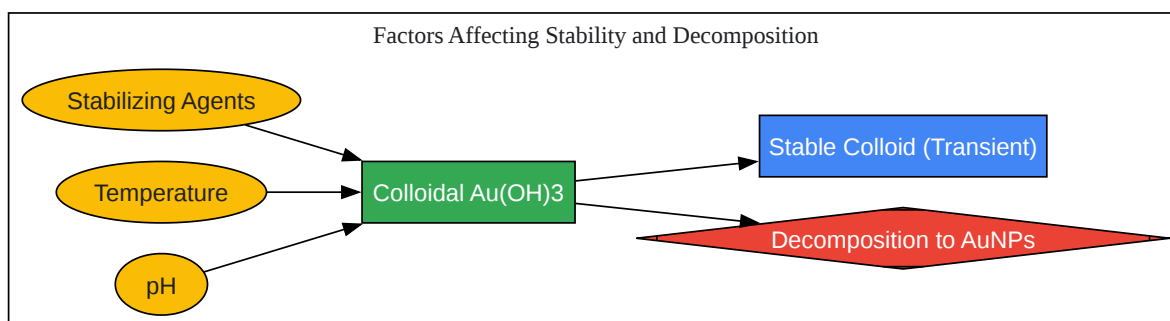 Factors Affecting Stability and Decomposition
Stabilizing Agents
Temperature
pH
Colloidal Au(OH)3
Stable Colloid (Transient)
Decomposition to AuNPs